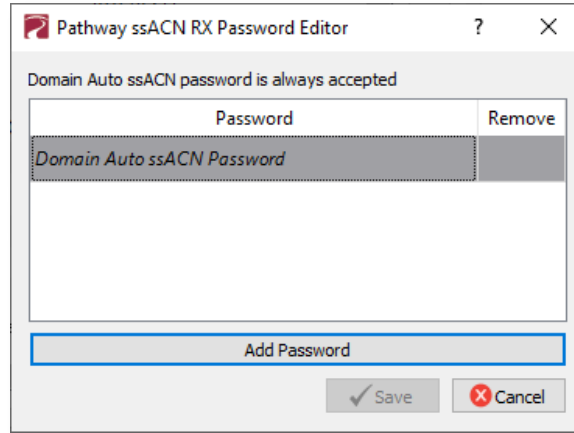 Pathway ssACN RX Password Editor ? ×
Domain Auto ssACN password is always accepted
Password Remove
Domain Auto ssACN Password
Add Password
Save Cancel